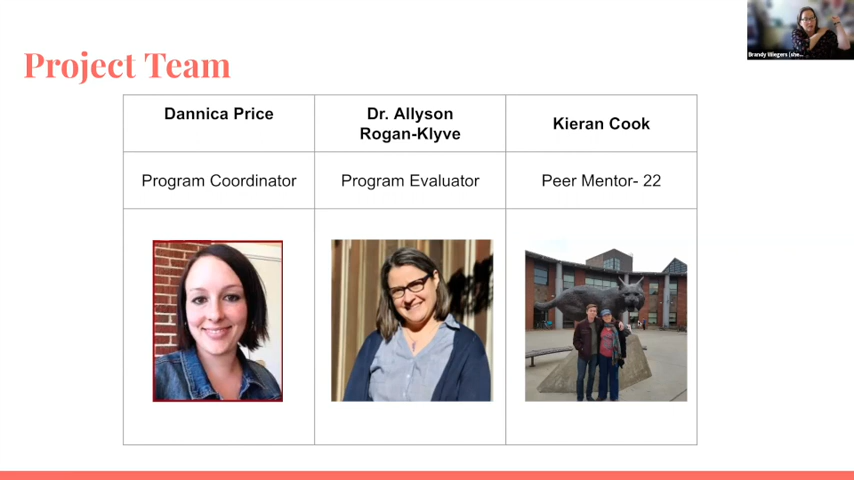 Project Team
Brandy Wiegers (she...
Dannica Price
Dr. Allyson
Rogan-Klyve
Kieran Cook
Program Coordinator
Program Evaluator
Peer Mentor- 22